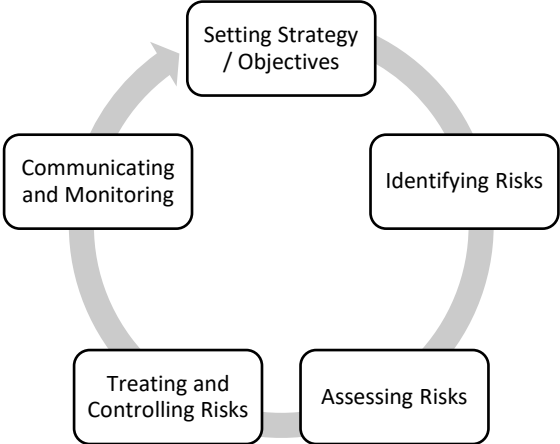 Setting Strategy
/ Objectives
Identifying Risks
Assessing Risks
Treating and
Controlling Risks
Communicating
and Monitoring